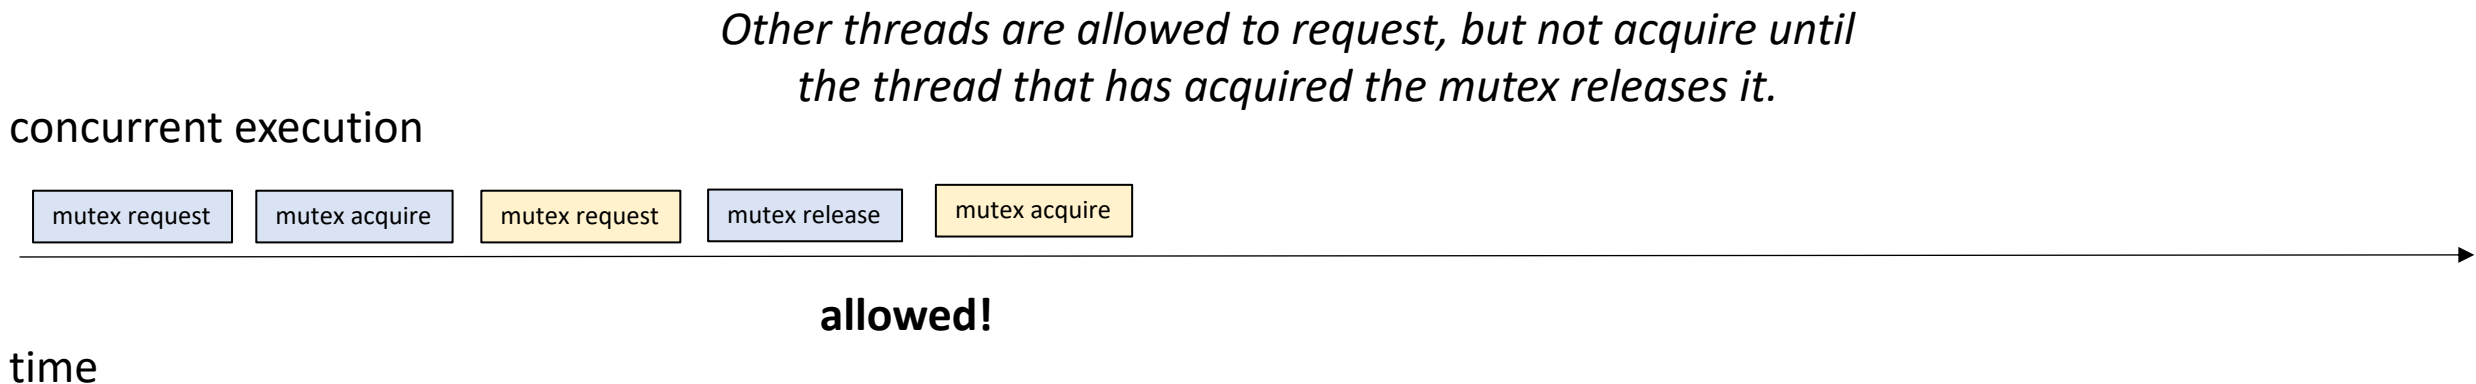 Other threads are allowed to request, but not acquire until
the thread that has acquired the mutex releases it.
concurrent execution
mutex request
mutex acquire
mutex request
mutex release
mutex acquire
allowed!
time